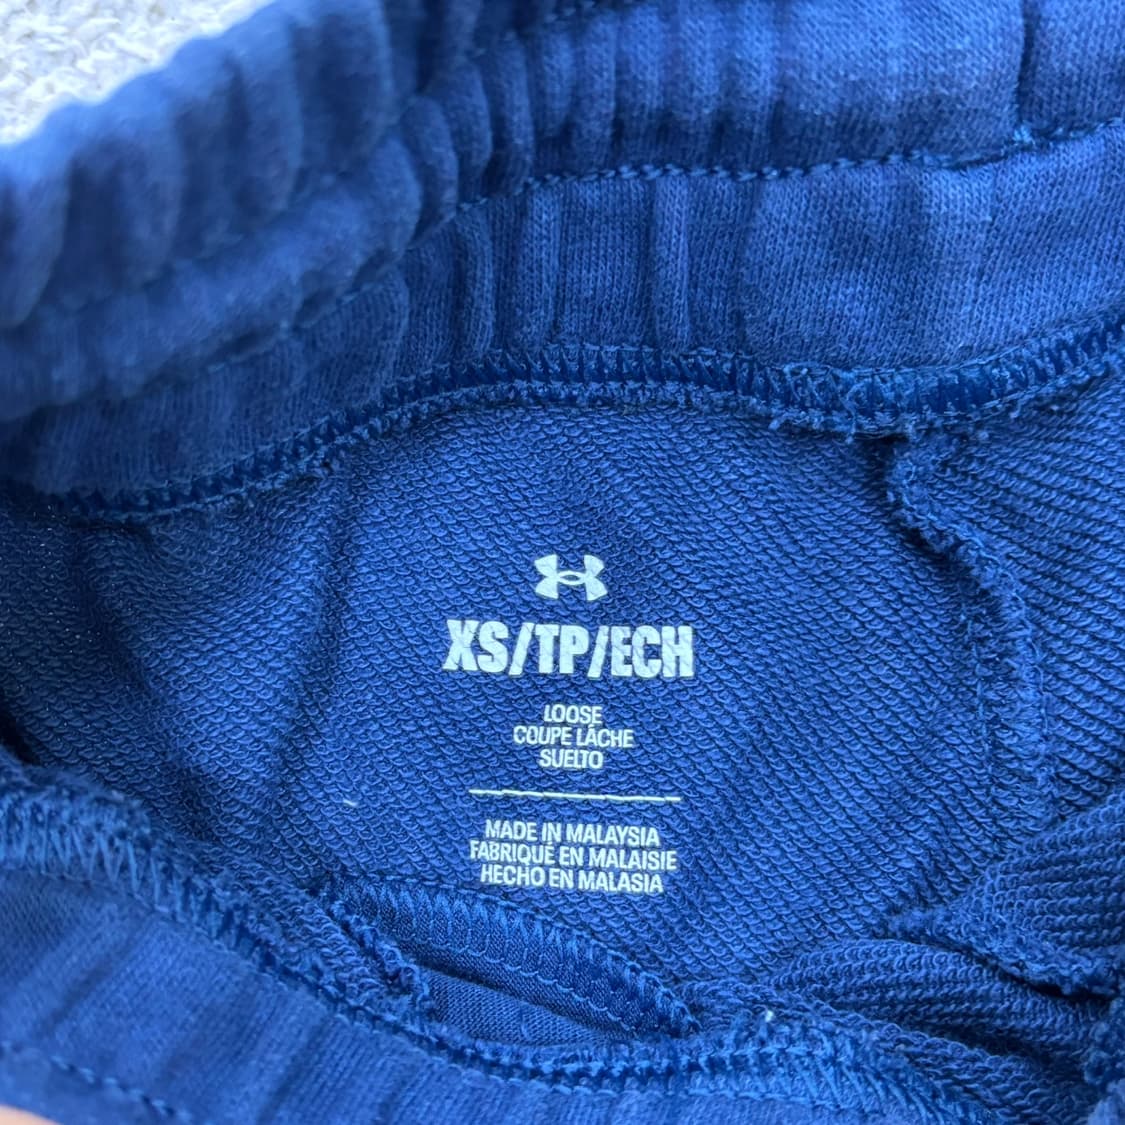 XS/TP/ECH
LOOSE
COUPE LÂCHE
SUELTO
MADE IN MALAYSIA
FABRIQUÉ EN MALAISIE
HECHO EN MALASIA